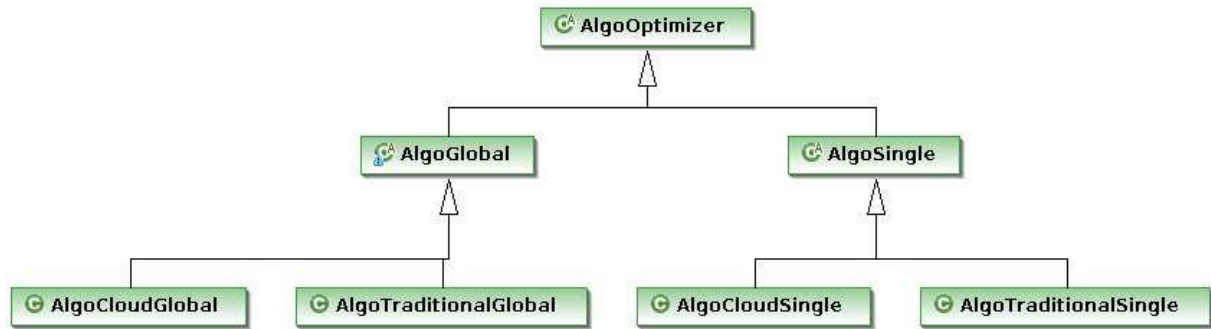 AlgoOptimizer
AlgoGlobal
AlgoSingle
AlgoCloudGlobal
AlgoTraditionalGlobal
AlgoCloudSingle
AlgoTraditionalSingle